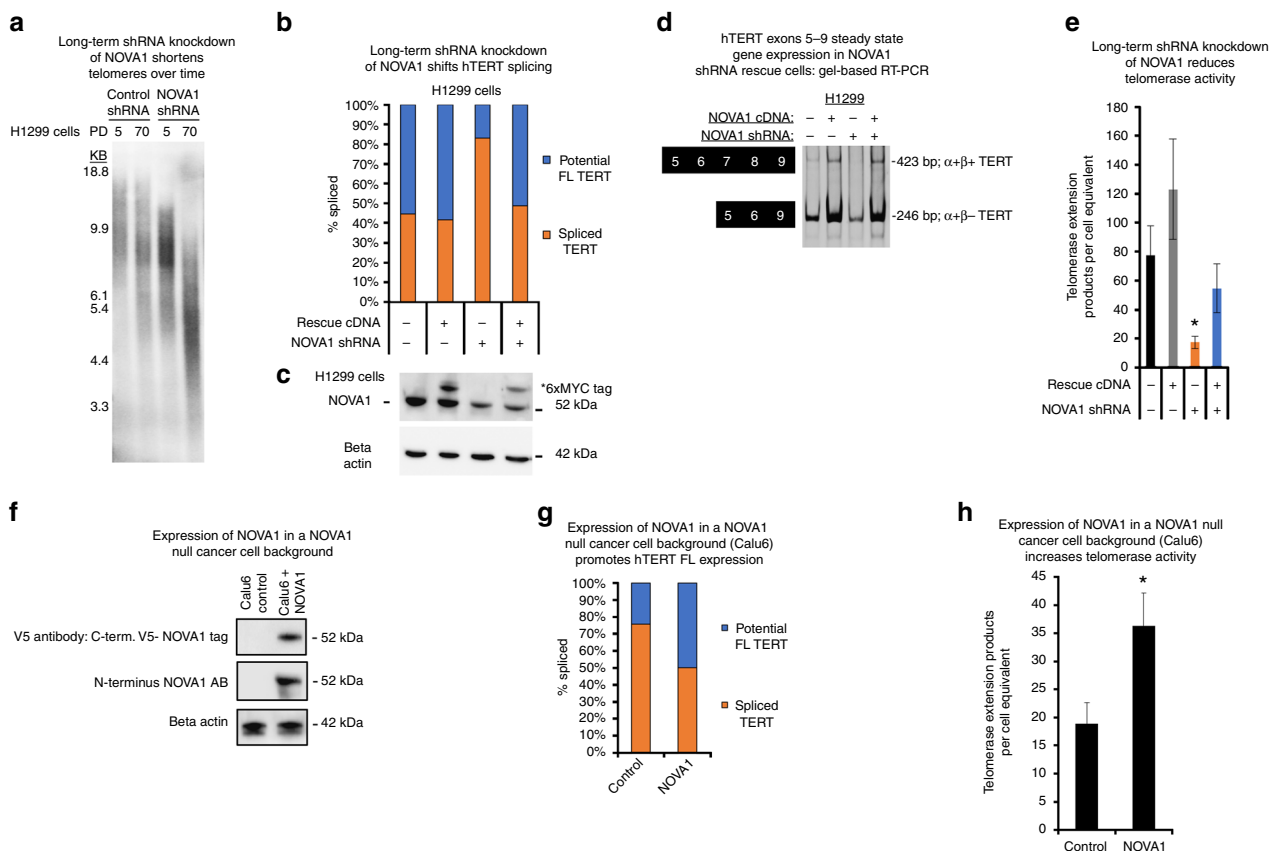 a
Long-term shRNA knockdown
of NOVA1 shortens
telomeres over time
Control shRNA
NOVA1 shRNA
H1299 cells PD 5 70 5 70
KB
18.8
9.9
6.1
5.4
4.4
3.3
b
Long-term shRNA knockdown
of NOVA1 shifts hTERT splicing
H1299 cells
100%
90%
80%
70%
60%
50%
40%
30%
20%
10%
0%
% spliced
Potential
FL TERT
Spliced
TERT
Rescue cDNA – + – +
NOVA1 shRNA – – + +
c
H1299 cells
*6xMYC tag
NOVA1 –
52 kDa
Beta
actin
42 kDa
d
hTERT exons 5–9 steady state
gene expression in NOVA1
shRNA rescue cells: gel-based RT-PCR
H1299
NOVA1 cDNA: – + – +
NOVA1 shRNA: – – + +
5 6 7 8 9
-423 bp; α+β+ TERT
5 6 9
-246 bp; α+β– TERT
e
Long-term shRNA knockdown
of NOVA1 reduces
telomerase activity
180
160
140
120
100
80
60
40
20
0
Telomerase extension
products per cell equivalent
*
Rescue cDNA – + – +
NOVA1 shRNA – – + +
f
Expression of NOVA1 in a NOVA1
null cancer cell background
Calu6
control
Calu6 +
NOVA1
V5 antibody: C-term. V5- NOVA1 tag
- 52 kDa
N-terminus NOVA1 AB
- 52 kDa
Beta actin
- 42 kDa
g
Expression of NOVA1 in a NOVA1
null cancer cell background (Calu6)
promotes hTERT FL expression
100%
90%
80%
70%
60%
50%
40%
30%
20%
10%
0%
% spliced
Potential
FL TERT
Spliced
TERT
Control
NOVA1
h
Expression of NOVA1 in a NOVA1 null
cancer cell background (Calu6)
increases telomerase activity
45
40
35
30
25
20
15
10
5
0
Telomerase extension products
per cell equivalent
*
Control NOVA1